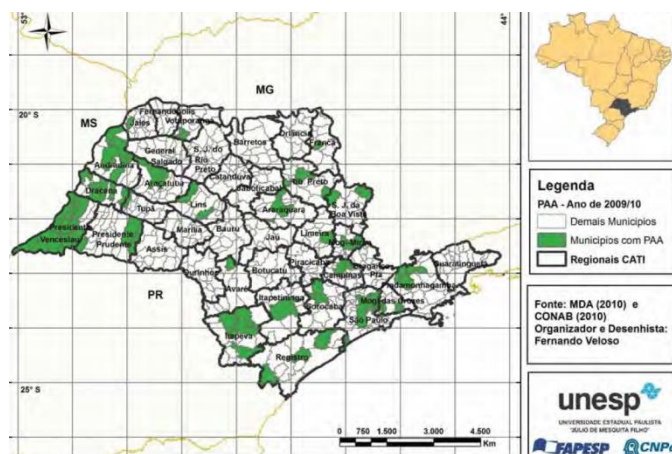 53°
44°
20° S
25° S
MG
MS
PR
Fernandópolis
Jales
Votuporanga
General
Salgado
S. J. do
Rio
Preto
Barretos
Orlândia
Franca
Catanduva
Jaboticabal
Andradina
Araçatuba
Dracena
Lins
Araraquara
S. J. da
Boa Vista
Tupã
Presidente
Venceslau
Presidente
Prudente
Marília
Bauru
Jaú
Limeira
Mogi-Mirim
Assis
Ourinhos
Botucatu
Piracicaba
Campinas
Bragança
Pta
Guaratinguetá
Pindamonhagamba
Avaré
Itapetininga
Sorocaba
Mogi das Cruzes
São Paulo
Itapeva
Registro
0 750 1.500 3.000 4.500
Km
Legenda
PAA - Ano de 2009/10
Demais Municipios
Municipios com PAA
Regionais CATI
Fonte: MDA (2010) e
CONAB (2010)
Organizador e Desenhista:
Fernando Veloso
unesp
UNIVERSIDADE ESTADUAL PAULISTA
"JÚLIO DE MESQUITA FILHO"
FAPESP CNPq